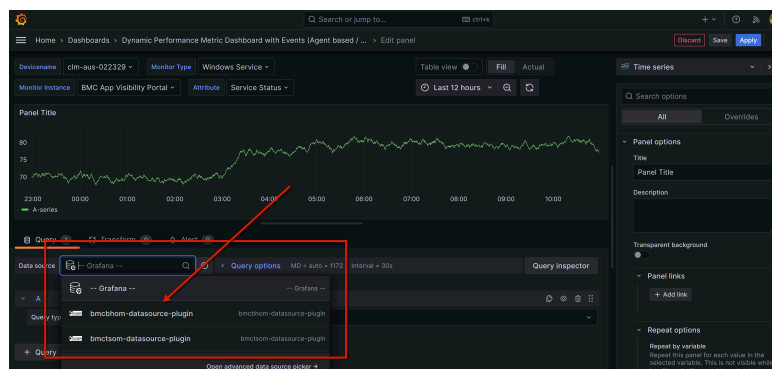 Search or jump to... ctrl+k
Home › Dashboards › Dynamic Performance Metric Dashboard with Events (Agent based / ... › Edit panel Discard Save Apply
Devicename clm-aus-022329 Monitor Type Windows Service Table view Fill Actual
Monitor Instance BMC App Visibility Portal Attribute Service Status Last 12 hours
Time series
Search options
All Overrides
Panel Title
80
75
70
23:00 00:00 01:00 02:00 03:00 04:00 05:00 06:00 07:00 08:00 09:00 10:00
A-series
Panel options
Title
Panel Title
Description
Transparent background
Panel links
+ Add link
Repeat options
Repeat by variable
Repeat this panel for each value in the
selected variable. This is not visible while
Query 1 Transform 0 Alert 0
Data source -- Grafana -- › Query options MD = auto = 1172 Interval = 30s Query inspector
-- Grafana -- -- Grafana --
A
bmcbhom-datasource-plugin bmcbhom-datasource-plugin
Query typ
bmctsom-datasource-plugin bmctsom-datasource-plugin
+ Query
Open advanced data source picker →